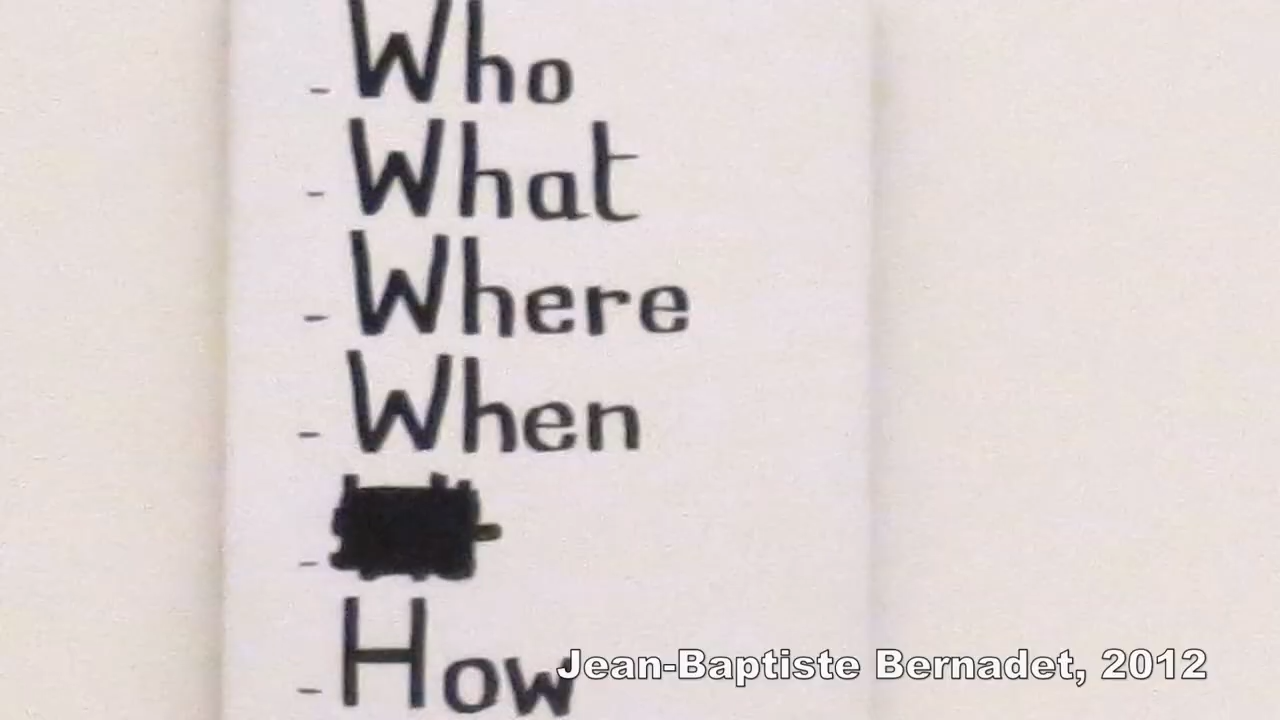 - Who
- What
- Where
- When
-
- How
Jean-Baptiste Bernadet, 2012